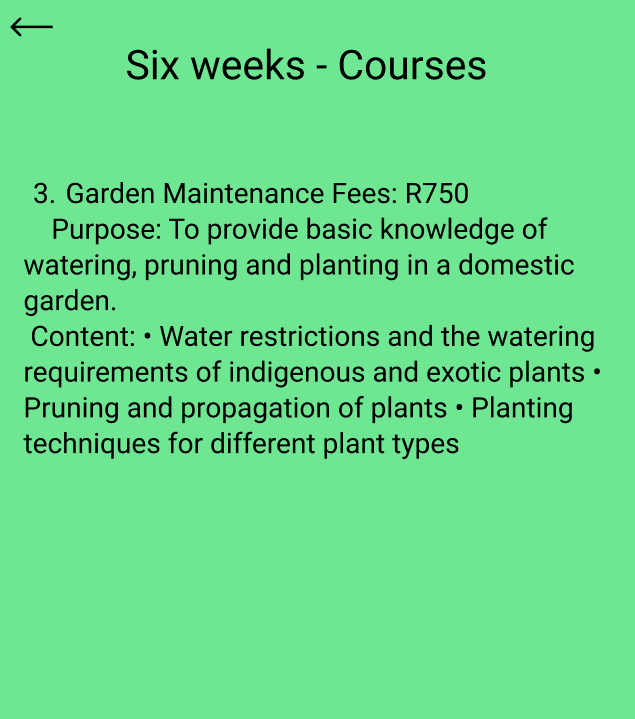 Six weeks - Courses
3. Garden Maintenance Fees: R750
Purpose: To provide basic knowledge of
watering, pruning and planting in a domestic
garden.
Content: • Water restrictions and the watering
requirements of indigenous and exotic plants •
Pruning and propagation of plants • Planting
techniques for different plant types